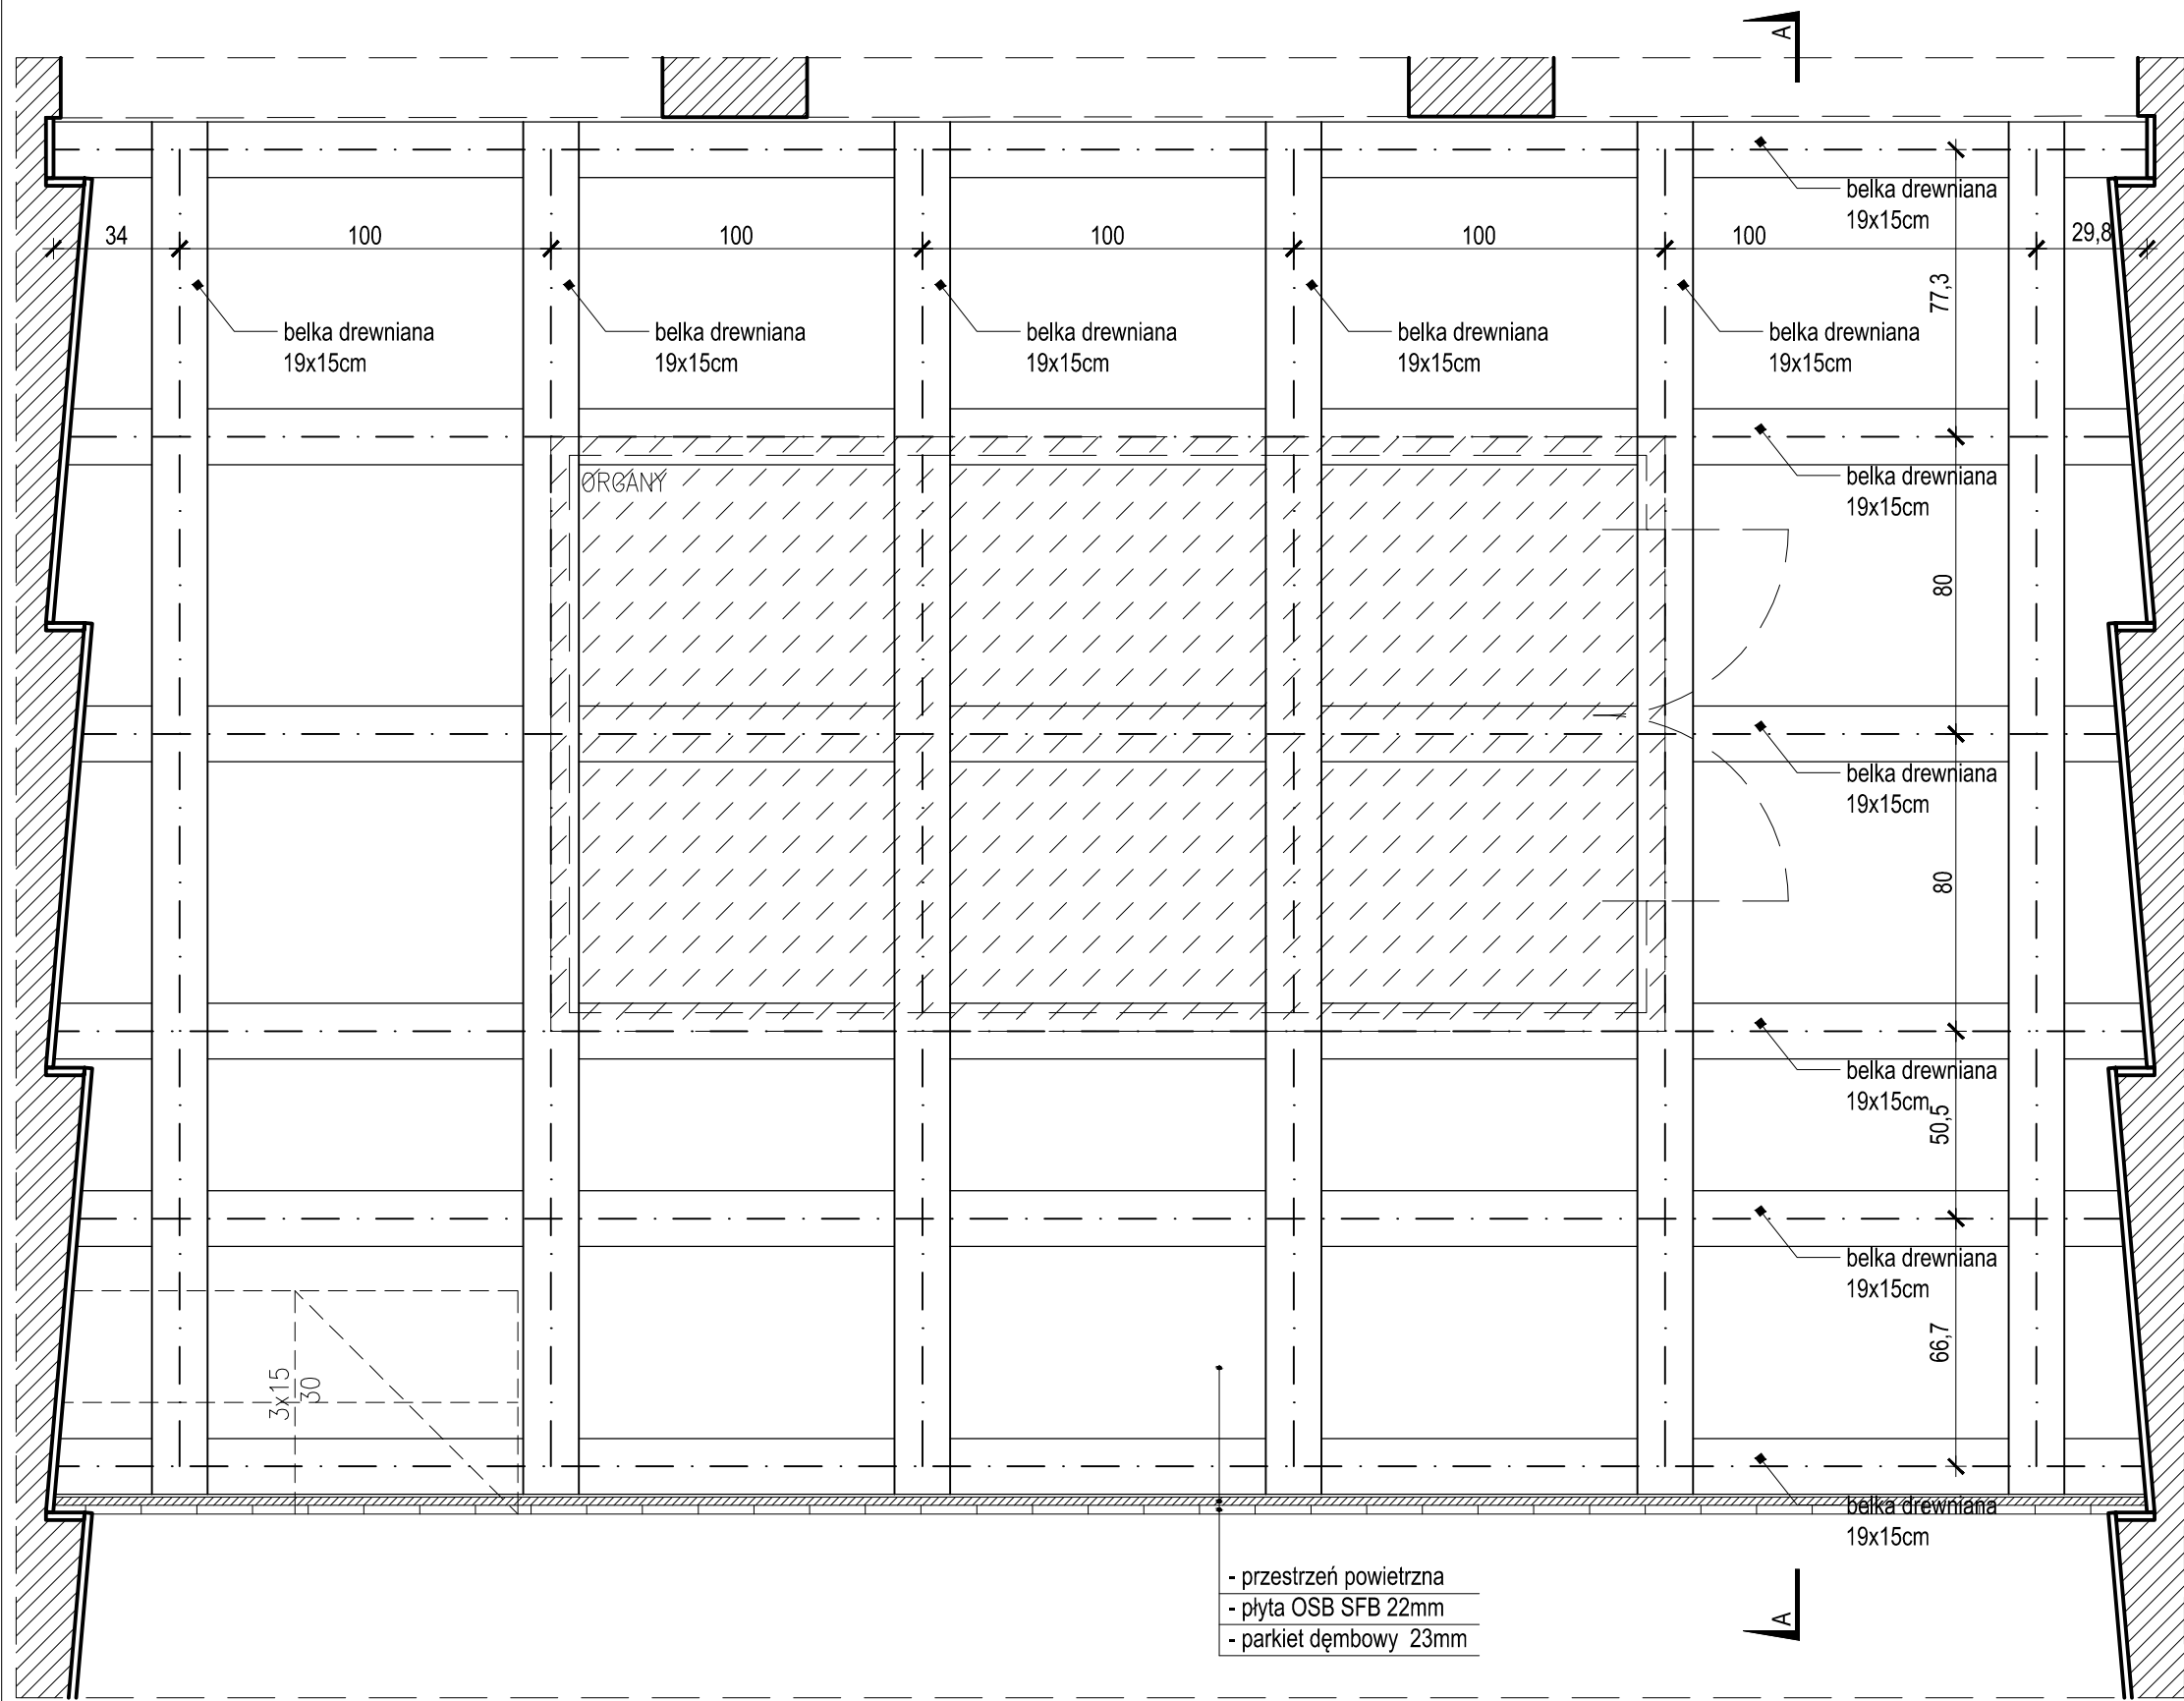 A
belka drewniana
19x15cm
34
100
100
100
100
100
29,8
77,3
belka drewniana
19x15cm
belka drewniana
19x15cm
belka drewniana
19x15cm
belka drewniana
19x15cm
belka drewniana
19x15cm
ORGANY
belka drewniana
19x15cm
80
belka drewniana
19x15cm
80
belka drewniana
19x15cm
50,5
belka drewniana
19x15cm
66,7
3x15
30
belka drewniana
19x15cm
- przestrzeń powietrzna
- płyta OSB SFB 22mm
- parkiet dęmbowy 23mm
A